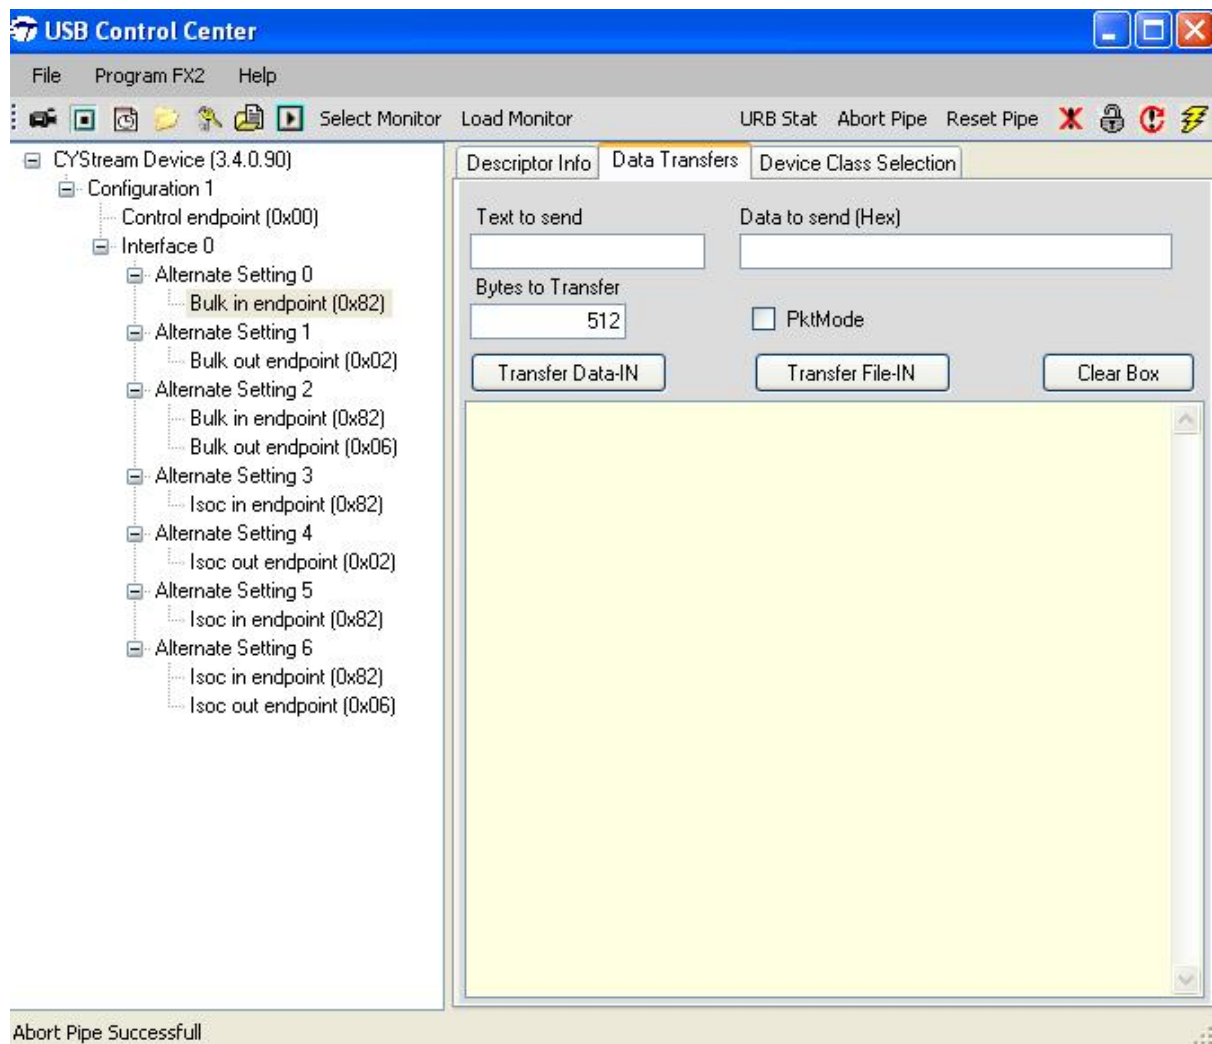 USB Control Center
File Program FX2 Help
Select Monitor Load Monitor URB Stat Abort Pipe Reset Pipe
CYStream Device (3.4.0.90)
Configuration 1
Control endpoint (0x00)
Interface 0
Alternate Setting 0
Bulk in endpoint (0x82)
Alternate Setting 1
Bulk out endpoint (0x02)
Alternate Setting 2
Bulk in endpoint (0x82)
Bulk out endpoint (0x06)
Alternate Setting 3
Isoc in endpoint (0x82)
Alternate Setting 4
Isoc out endpoint (0x02)
Alternate Setting 5
Isoc in endpoint (0x82)
Alternate Setting 6
Isoc in endpoint (0x82)
Isoc out endpoint (0x06)
Descriptor Info Data Transfers Device Class Selection
Text to send Data to send (Hex)
Bytes to Transfer
512 PktMode
Transfer Data-IN Transfer File-IN Clear Box
Abort Pipe Successfull